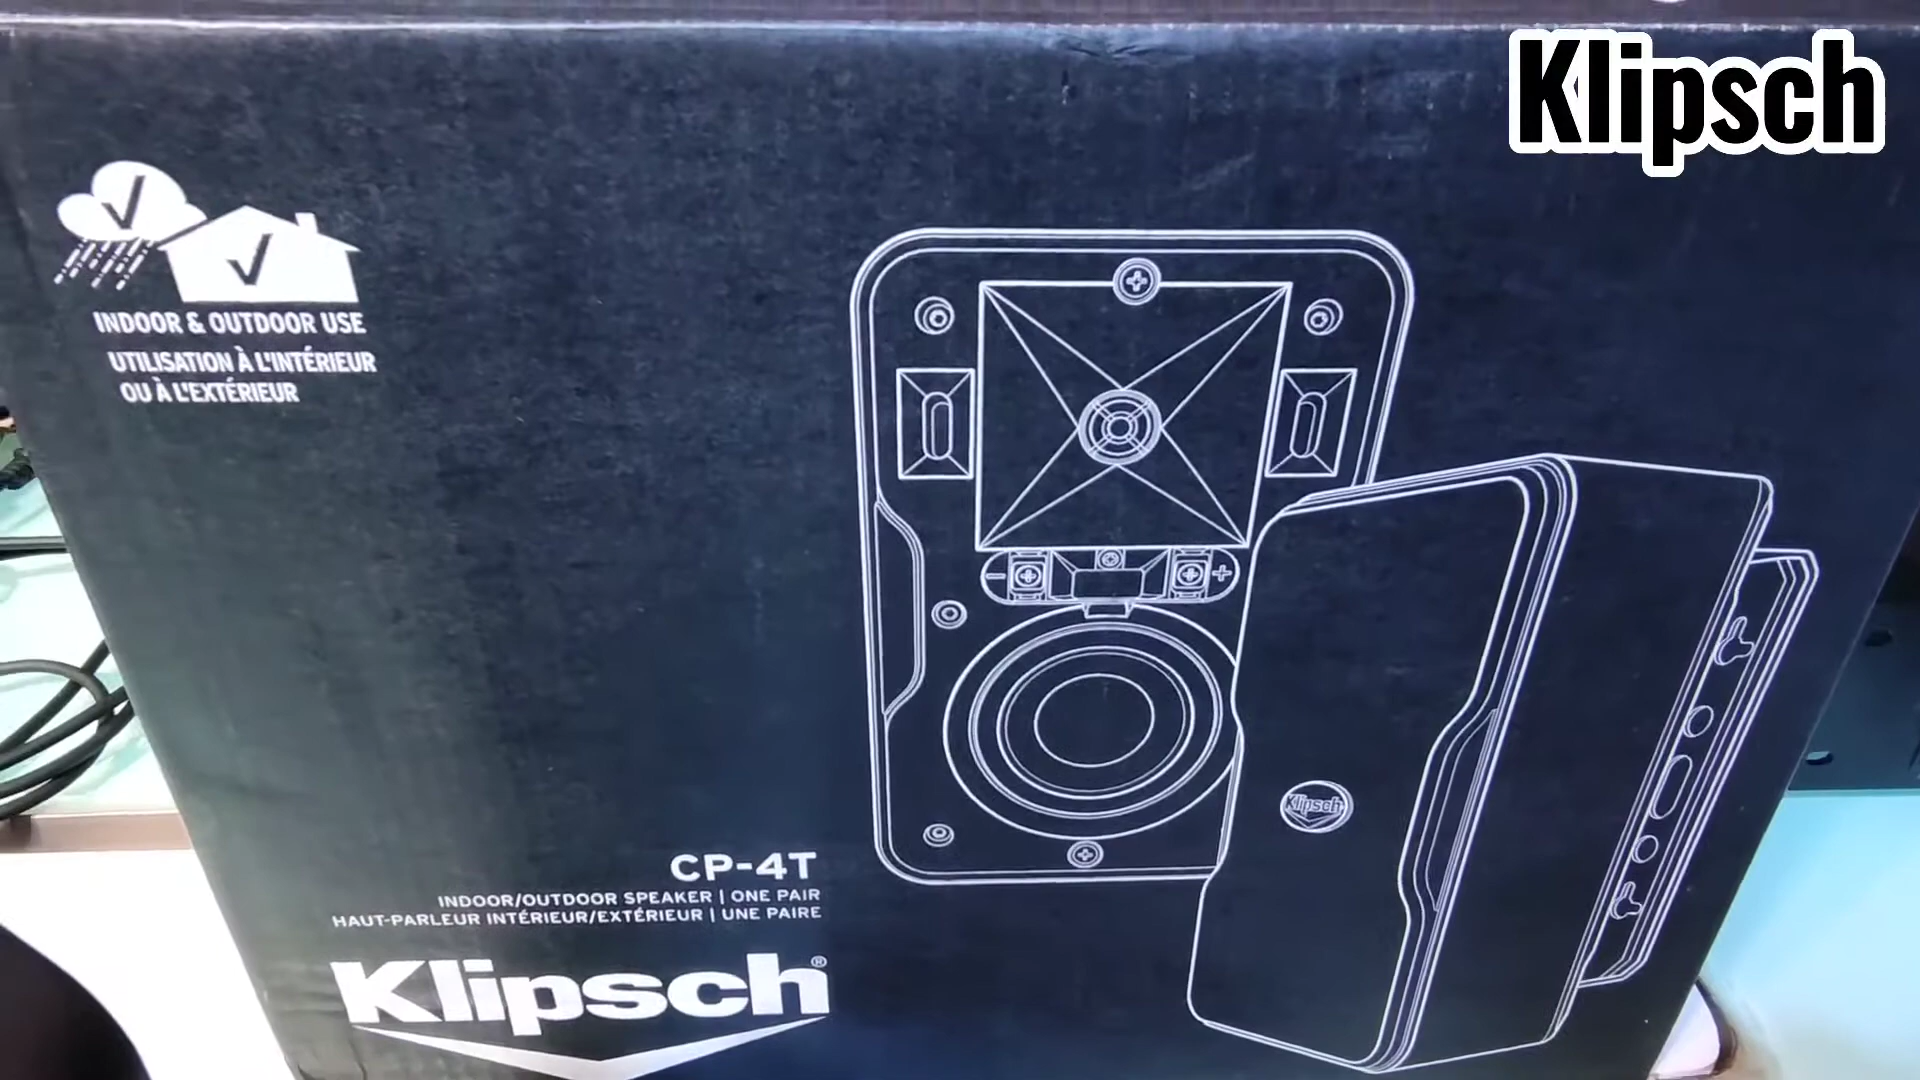 Klipsch
INDOOR & OUTDOOR USE
UTILISATION À L'INTÉRIEUR
OU À L'EXTÉRIEUR
Klipsch
CP-4T
INDOOR/OUTDOOR SPEAKER | ONE PAIR
HAUT-PARLEUR INTÉRIEUR/EXTÉRIEUR | UNE PAIRE
Klipsch®